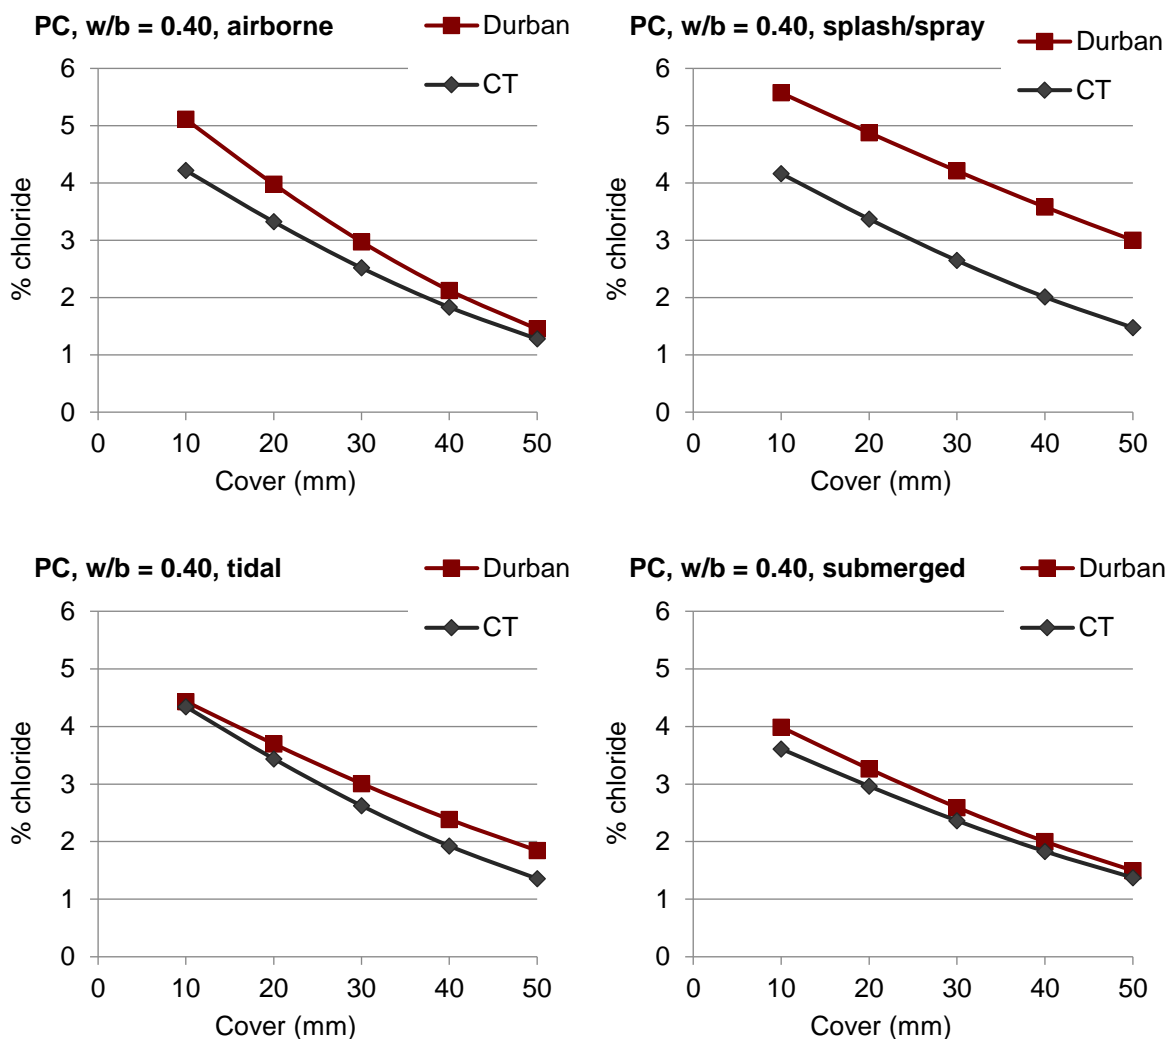 PC, w/b = 0.40, airborne
Durban
CT
% chloride
6
5
4
3
2
1
0
0 10 20 30 40 50
Cover (mm)
PC, w/b = 0.40, splash/spray
Durban
CT
% chloride
6
5
4
3
2
1
0
0 10 20 30 40 50
Cover (mm)
PC, w/b = 0.40, tidal
Durban
CT
% chloride
6
5
4
3
2
1
0
0 10 20 30 40 50
Cover (mm)
PC, w/b = 0.40, submerged
Durban
CT
% chloride
6
5
4
3
2
1
0
0 10 20 30 40 50
Cover (mm)